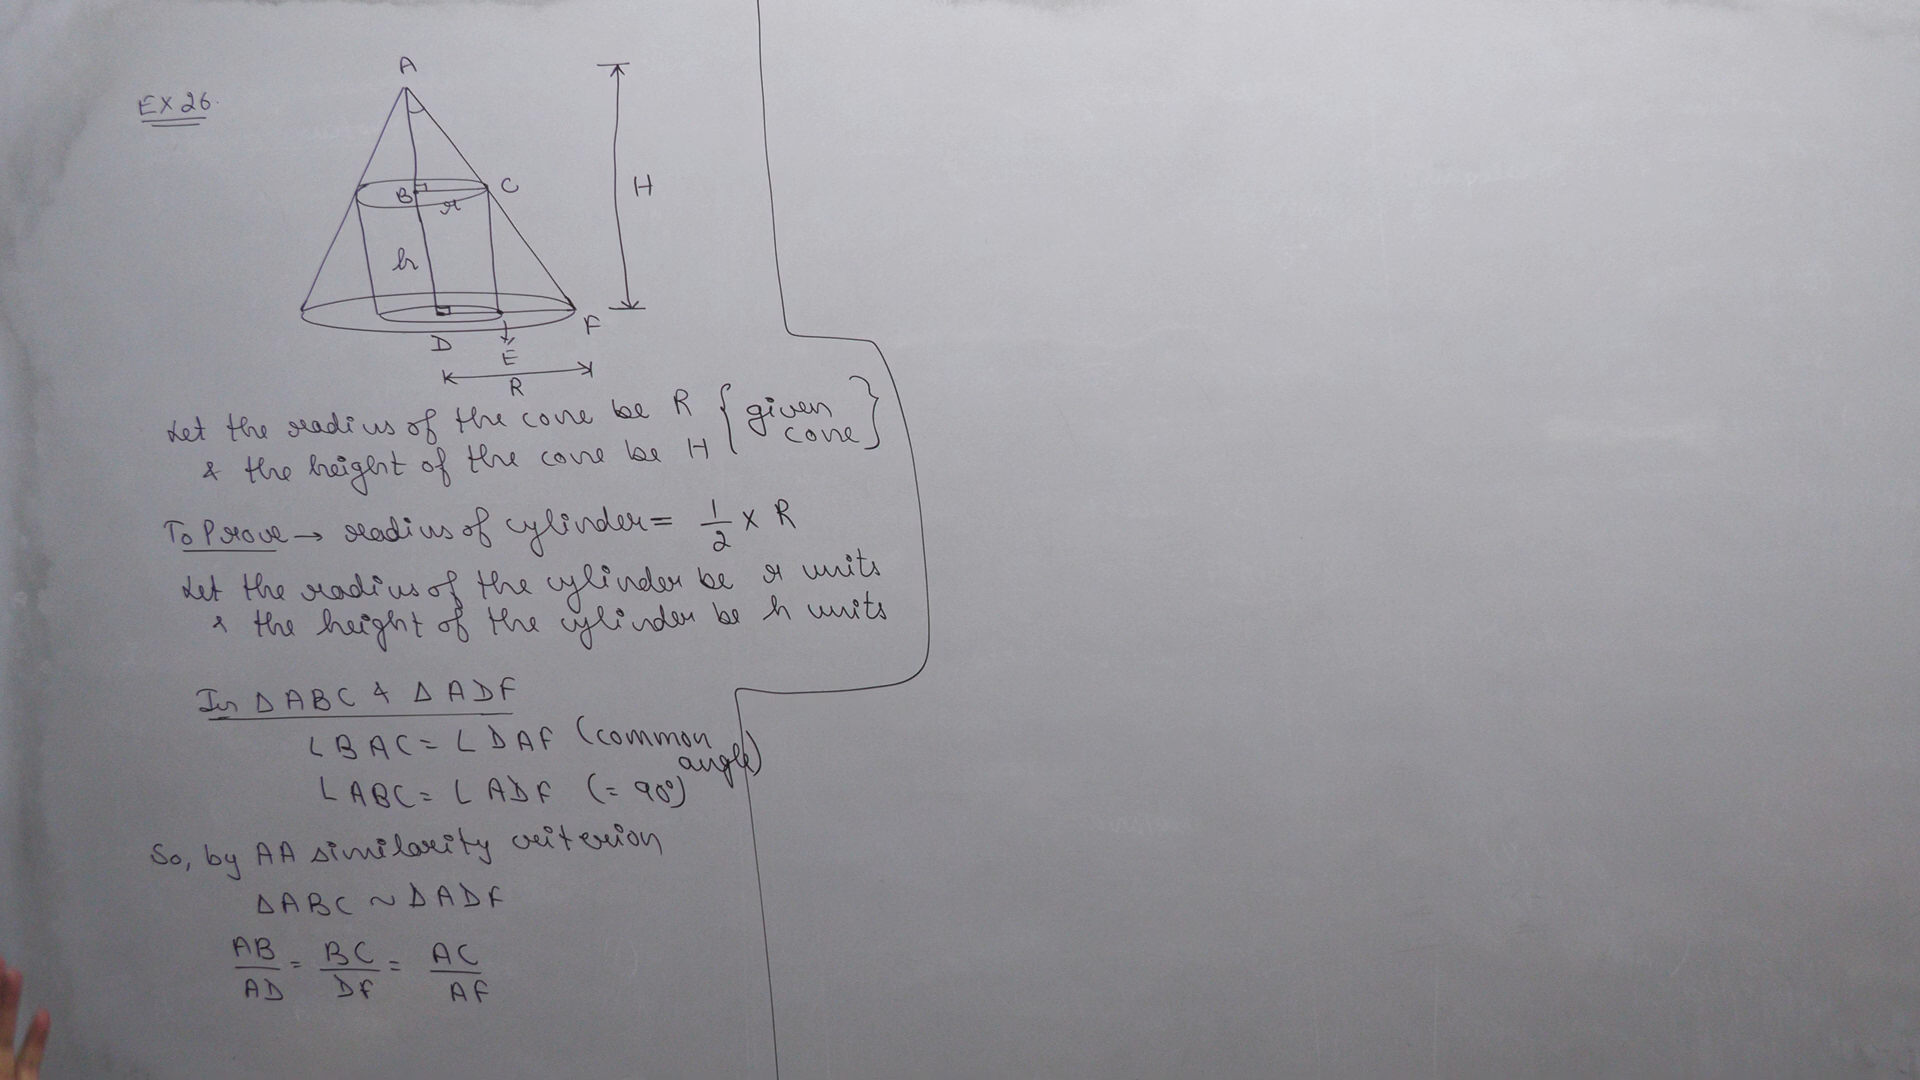 EX 26.
A
B
C
r
h
H
D
E
F
R
Let the radius of the cone be R { given cone }
& the height of the cone be H
To Prove → radius of cylinder = 1/2 × R
Let the radius of the cylinder be r units
& the height of the cylinder be h units
In Δ ABC & Δ ADF
∠BAC = ∠DAF (common angle)
∠ABC = ∠ADF (= 90°)
So, by AA similarity criterion
ΔABC ~ ΔADF
AB/AD = BC/DF = AC/AF